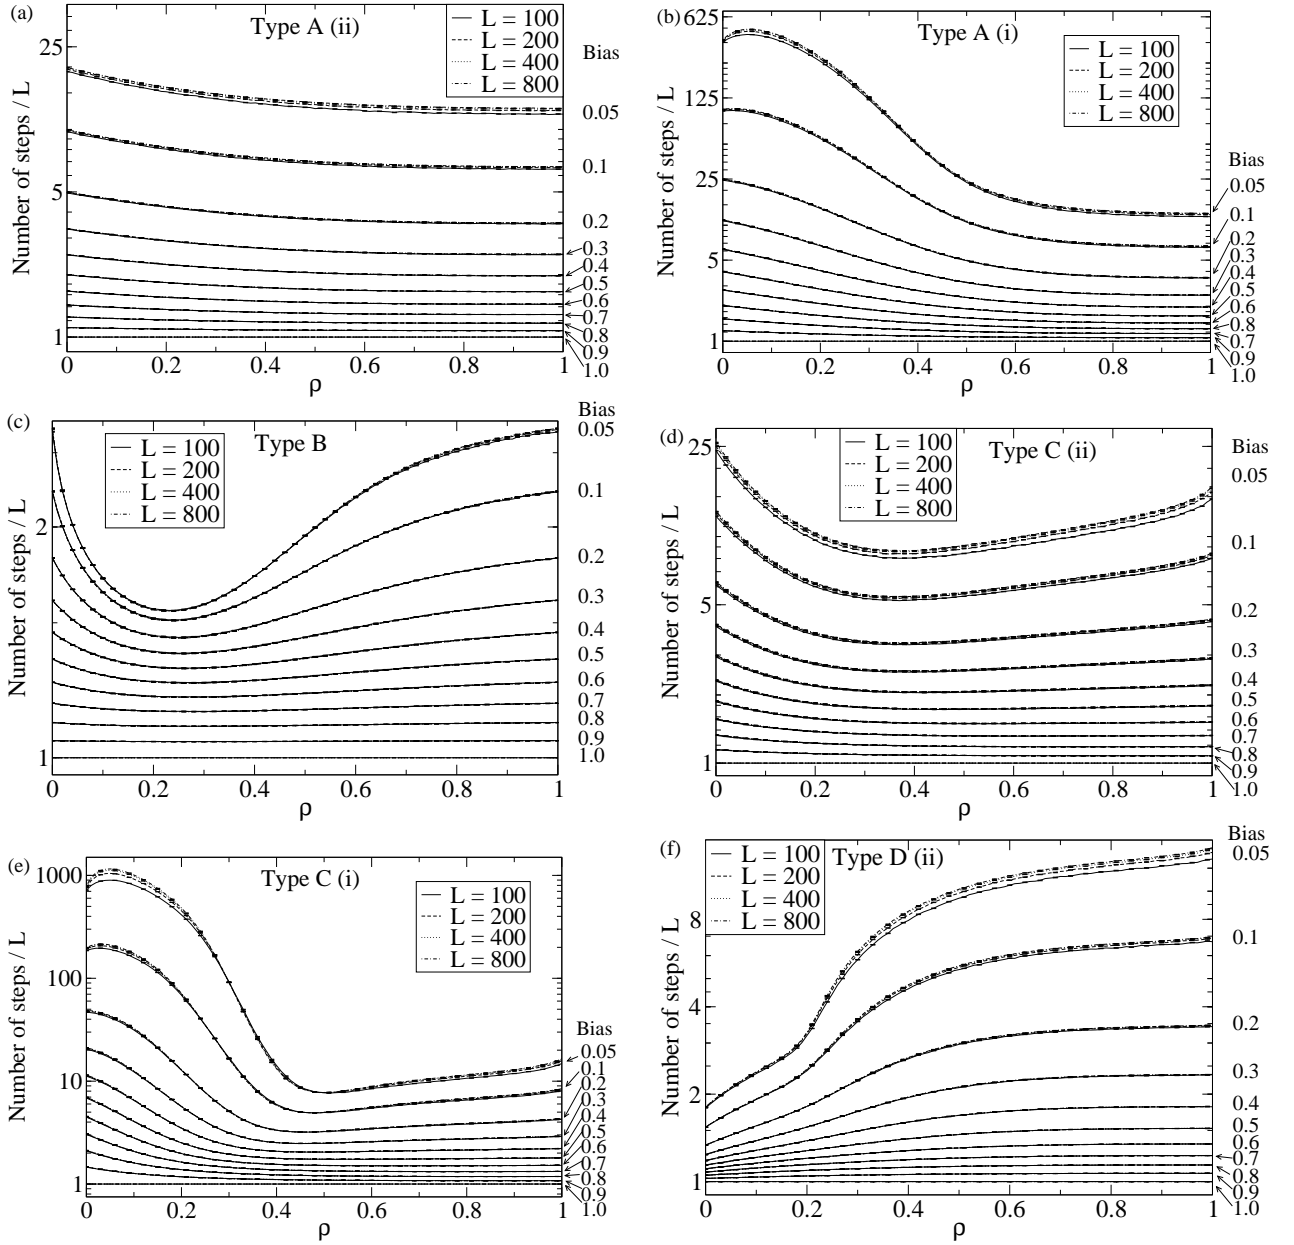 (a)
Type A (ii)
L = 100
L = 200
L = 400
L = 800
Bias
0.05
0.1
0.2
0.3
0.4
0.5
0.6
0.7
0.8
0.9
1.0
Number of steps / L
25
5
1
0 0.2 0.4 0.6 0.8 1
ρ
(b)
Type A (i)
L = 100
L = 200
L = 400
L = 800
Bias
0.05
0.1
0.2
0.3
0.4
0.5
0.6
0.8
0.7
0.9
1.0
Number of steps / L
625
125
25
5
1
0 0.2 0.4 0.6 0.8 1
ρ
(c)
Type B
L = 100
L = 200
L = 400
L = 800
Bias
0.05
0.1
0.2
0.3
0.4
0.5
0.6
0.7
0.8
0.9
1.0
Number of steps / L
2
1
0 0.2 0.4 0.6 0.8 1
ρ
(d)
Type C (ii)
L = 100
L = 200
L = 400
L = 800
Bias
0.05
0.1
0.2
0.3
0.4
0.5
0.6
0.7
0.8
0.9
1.0
Number of steps / L
25
5
1
0 0.2 0.4 0.6 0.8 1
ρ
(e)
Type C (i)
L = 100
L = 200
L = 400
L = 800
Bias
0.05
0.1
0.2
0.3
0.4
0.5
0.6
0.7
0.8
0.9
1.0
Number of steps / L
1000
100
10
1
0 0.2 0.4 0.6 0.8 1
ρ
(f)
Type D (ii)
L = 100
L = 200
L = 400
L = 800
Bias
0.05
0.1
0.2
0.3
0.4
0.5
0.6
0.7
0.8
0.9
1.0
Number of steps / L
8
4
2
1
0 0.2 0.4 0.6 0.8 1
ρ